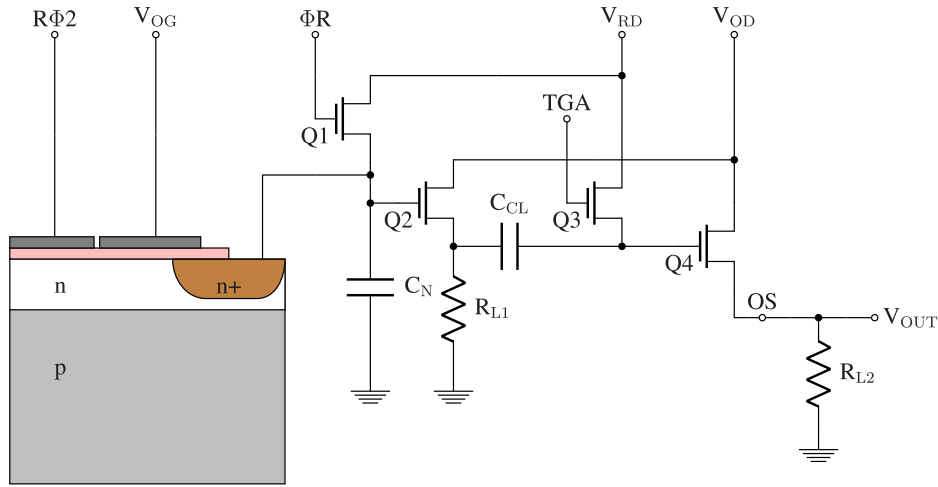 RΦ2
V_OG
ΦR
V_RD
V_OD
TGA
Q1
Q2
C_CL
Q3
Q4
n
n+
C_N
R_L1
OS
V_OUT
p
R_L2